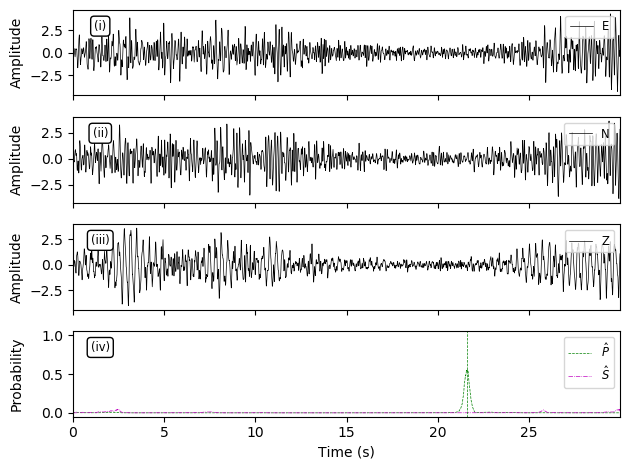 (i)
E
Amplitude
2.5
0.0
−2.5
(ii)
N
Amplitude
2.5
0.0
−2.5
(iii)
Z
Amplitude
2.5
0.0
−2.5
(iv)
P̂
Ŝ
Probability
1.0
0.5
0.0
0 5 10 15 20 25
Time (s)